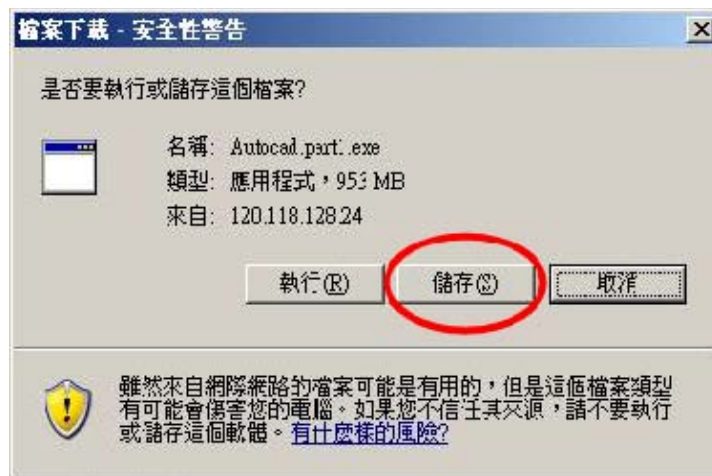 檔案下載 - 安全性警告
是否要執行或儲存這個檔案?
名稱: Autocad.part1.exe
類型: 應用程式,953 MB
來自: 120.118.128.24
執行(R) 儲存(S) 取消
雖然來自網際網路的檔案可能是有用的,但是這個檔案類型
有可能會傷害您的電腦。如果您不信任其來源,請不要執行
或儲存這個軟體。有什麼樣的風險?